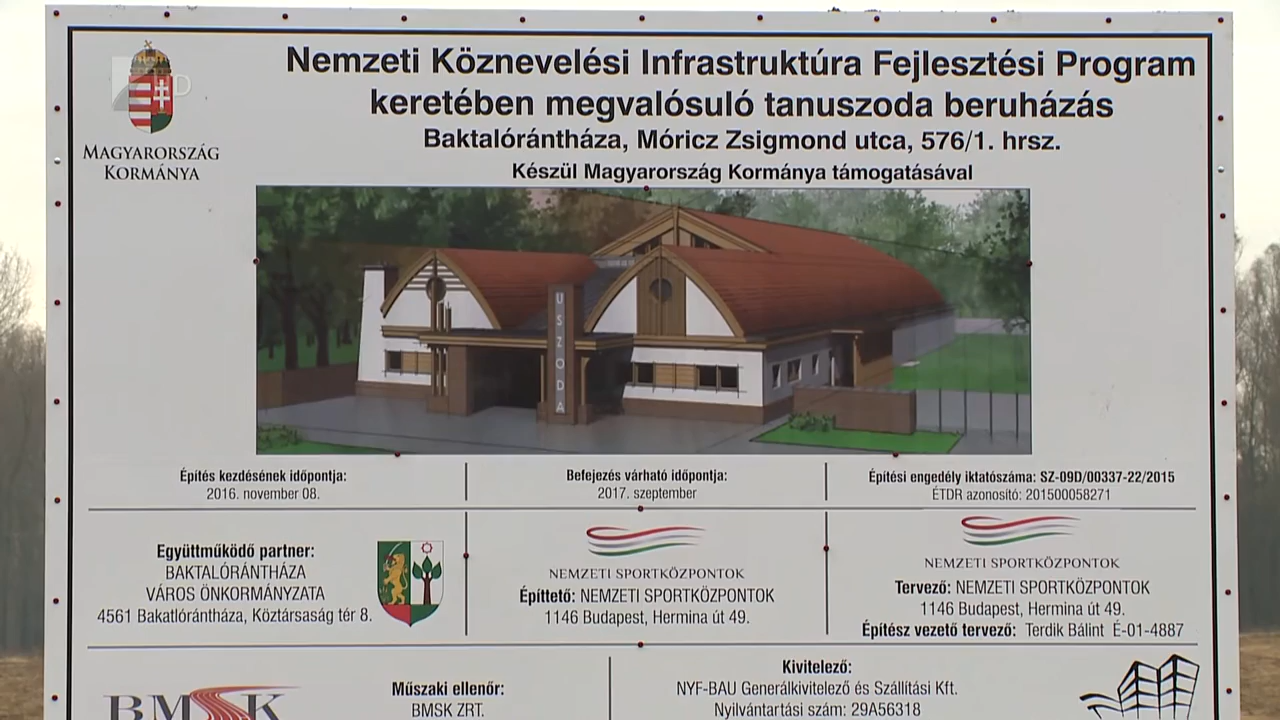 Nemzeti Köznevelési Infrastruktúra Fejlesztési Program
keretében megvalósuló tanuszoda beruházás
Baktalórántháza, Móricz Zsigmond utca, 576/1. hrsz.
Készül Magyarország Kormánya támogatásával
MAGYARORSZÁG
KORMÁNYA
USZODA
Építés kezdésének időpontja:
2016. november 08.
Befejezés várható időpontja:
2017. szeptember
Építési engedély iktatószáma: SZ-09D/00337-22/2015
ÉTDR azonosító: 201500058271
Együttműködő partner:
BAKTALÓRÁNTHÁZA
VÁROS ÖNKORMÁNYZATA
4561 Bakatlórántháza, Köztársaság tér 8.
NEMZETI SPORTKÖZPONTOK
Építtető: NEMZETI SPORTKÖZPONTOK
1146 Budapest, Hermina út 49.
NEMZETI SPORTKÖZPONTOK
Tervező: NEMZETI SPORTKÖZPONTOK
1146 Budapest, Hermina út 49.
Építész vezető tervező: Terdik Bálint É-01-4887
BMSK
Műszaki ellenőr:
BMSK ZRT.
Kivitelező:
NYF-BAU Generálkivitelező és Szállítási Kft.
Nyilvántartási szám: 29A56318